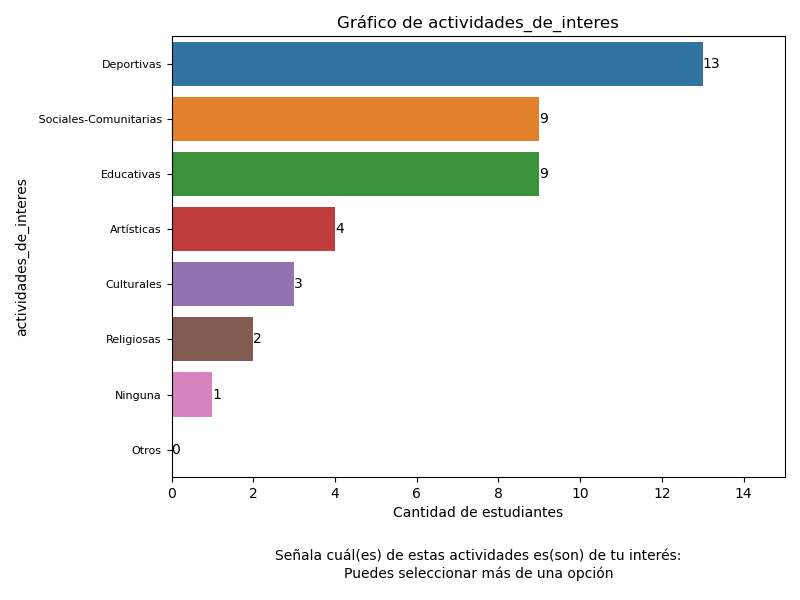 Gráfico de actividades_de_interes
Deportivas
13
Sociales-Comunitarias
9
Educativas
9
Artísticas
4
Culturales
3
Religiosas
2
Ninguna
1
Otros
0
actividades_de_interes
0 2 4 6 8 10 12 14
Cantidad de estudiantes
Señala cuál(es) de estas actividades es(son) de tu interés:
Puedes seleccionar más de una opción